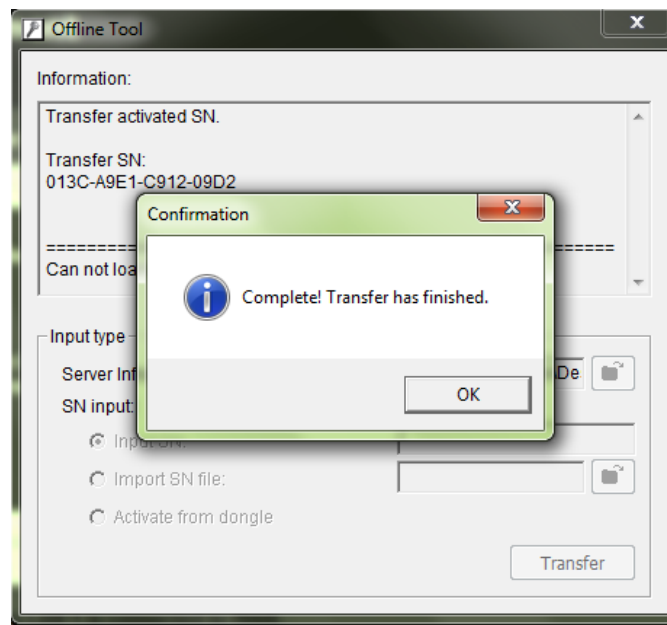 Offline Tool
Information:
Transfer activated SN.
Transfer SN:
013C-A9E1-C912-09D2
Confirmation
Can not loa
Complete! Transfer has finished.
OK
Input type
Server Inf
De
SN input:
Input SN:
Import SN file:
Activate from dongle
Transfer